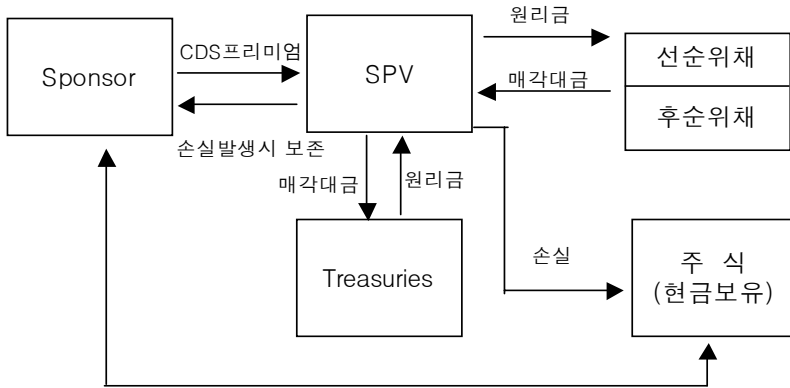 원리금
CDS프리미엄
Sponsor
SPV
선순위채
매각대금
후순위채
손실발생시 보존
매각대금
원리금
손실
Treasuries
주 식
(현금보유)